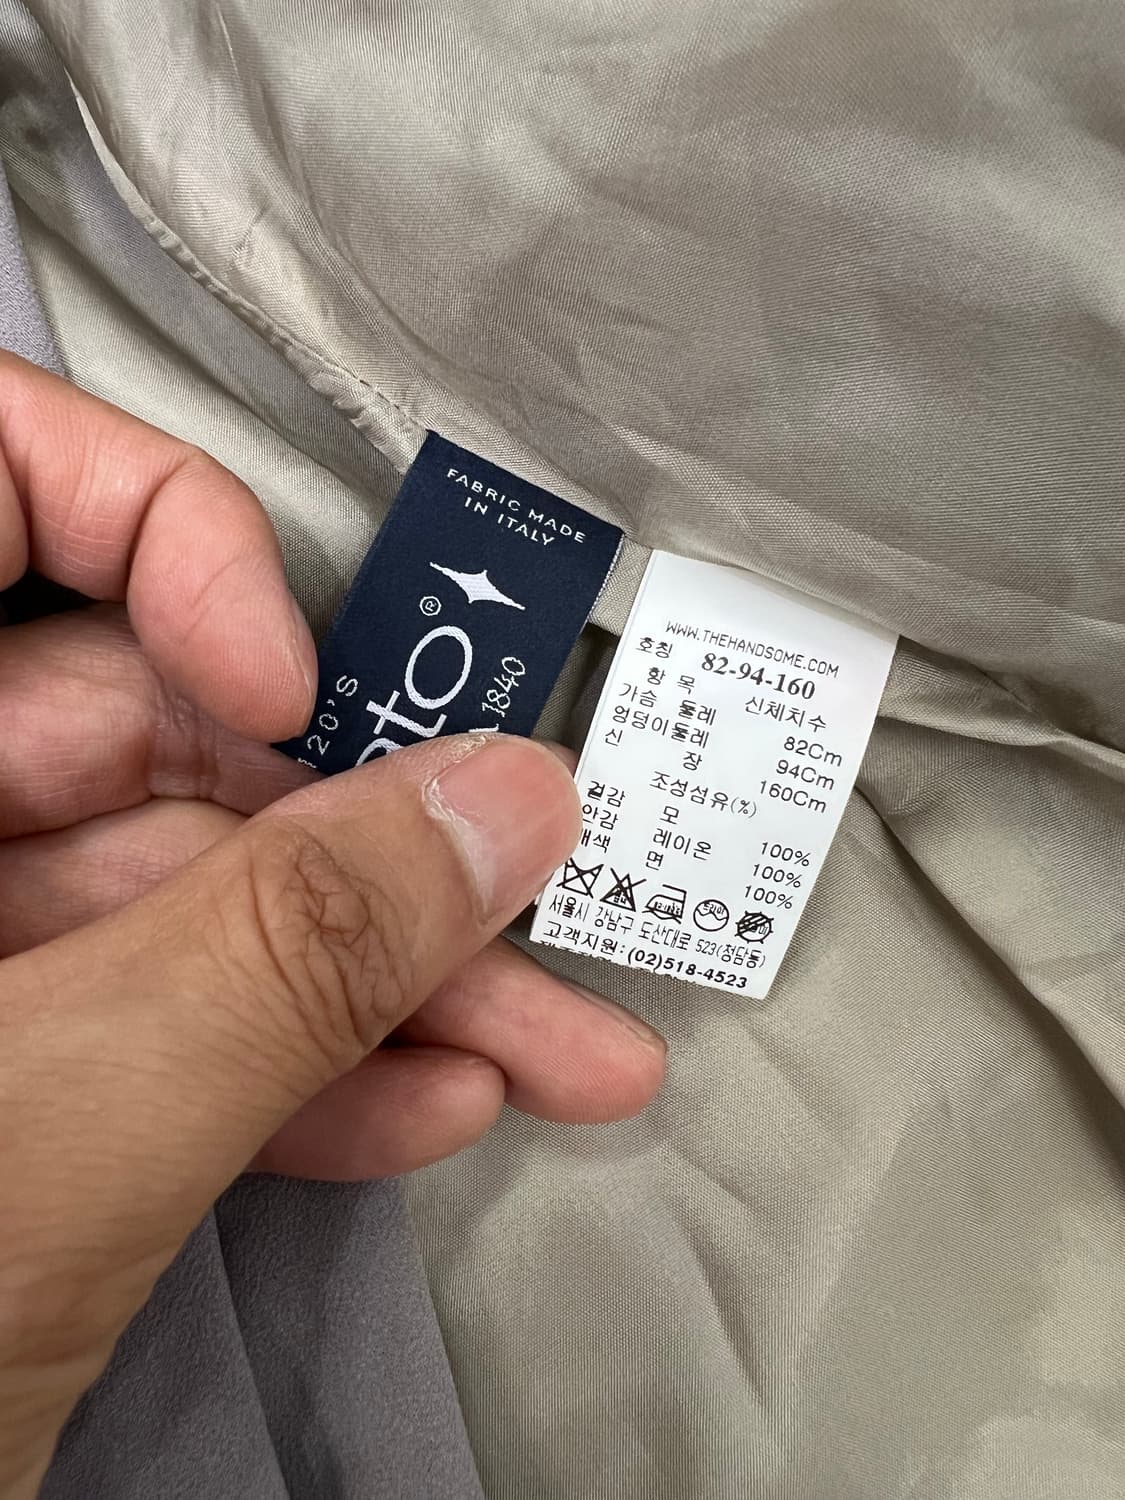 FABRIC MADE
IN ITALY
®
to
1840
120'S
WWW.THEHANDSOME.COM
호칭 82-94-160
항 목 신체치수
가슴 둘레 82Cm
엉덩이둘레 94Cm
신 장 160Cm
조성섬유(%)
겉감 모 100%
안감 레이온 100%
배색 면 100%
서울시 강남구 도산대로 523(청담동)
고객지원:(02)518-4523